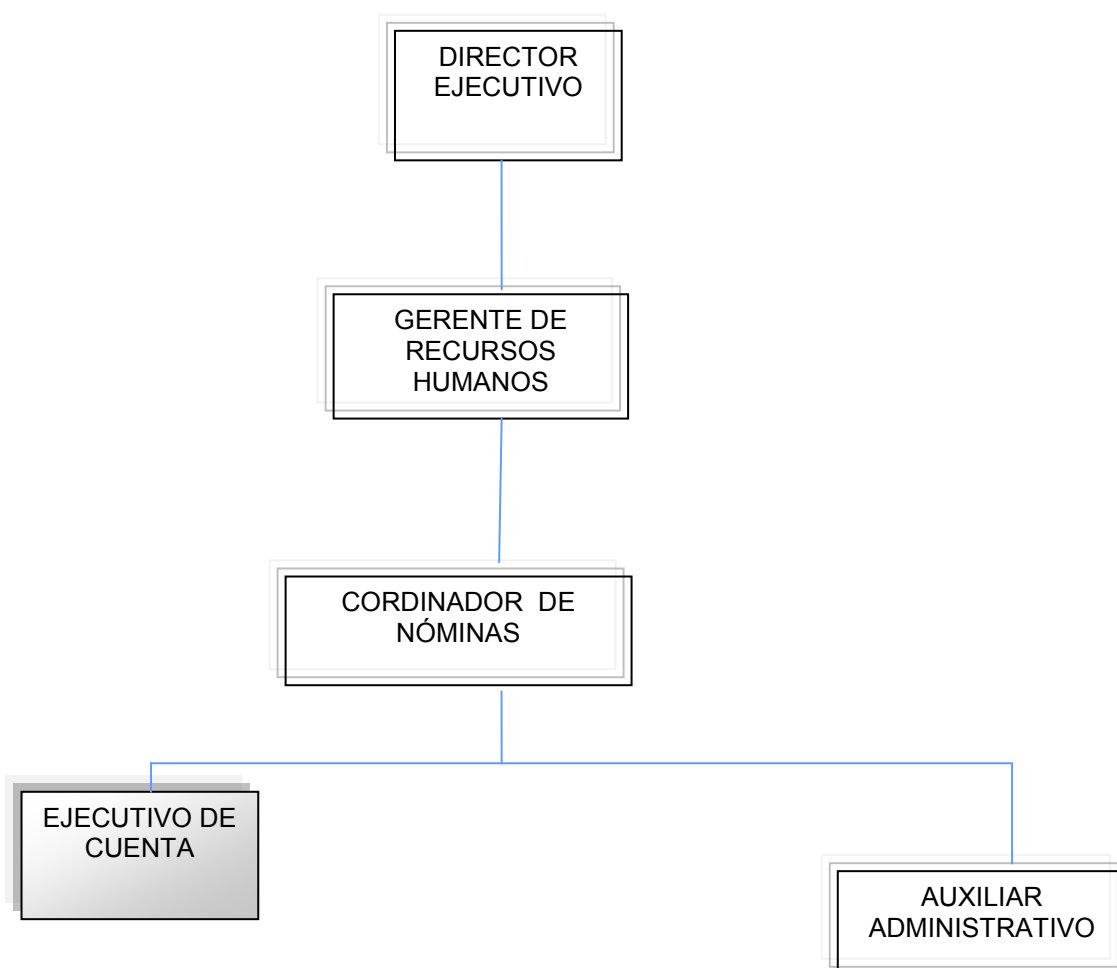 DIRECTOR
EJECUTIVO
GERENTE DE
RECURSOS
HUMANOS
CORDINADOR  DE
NÓMINAS
EJECUTIVO DE
CUENTA
AUXILIAR
ADMINISTRATIVO